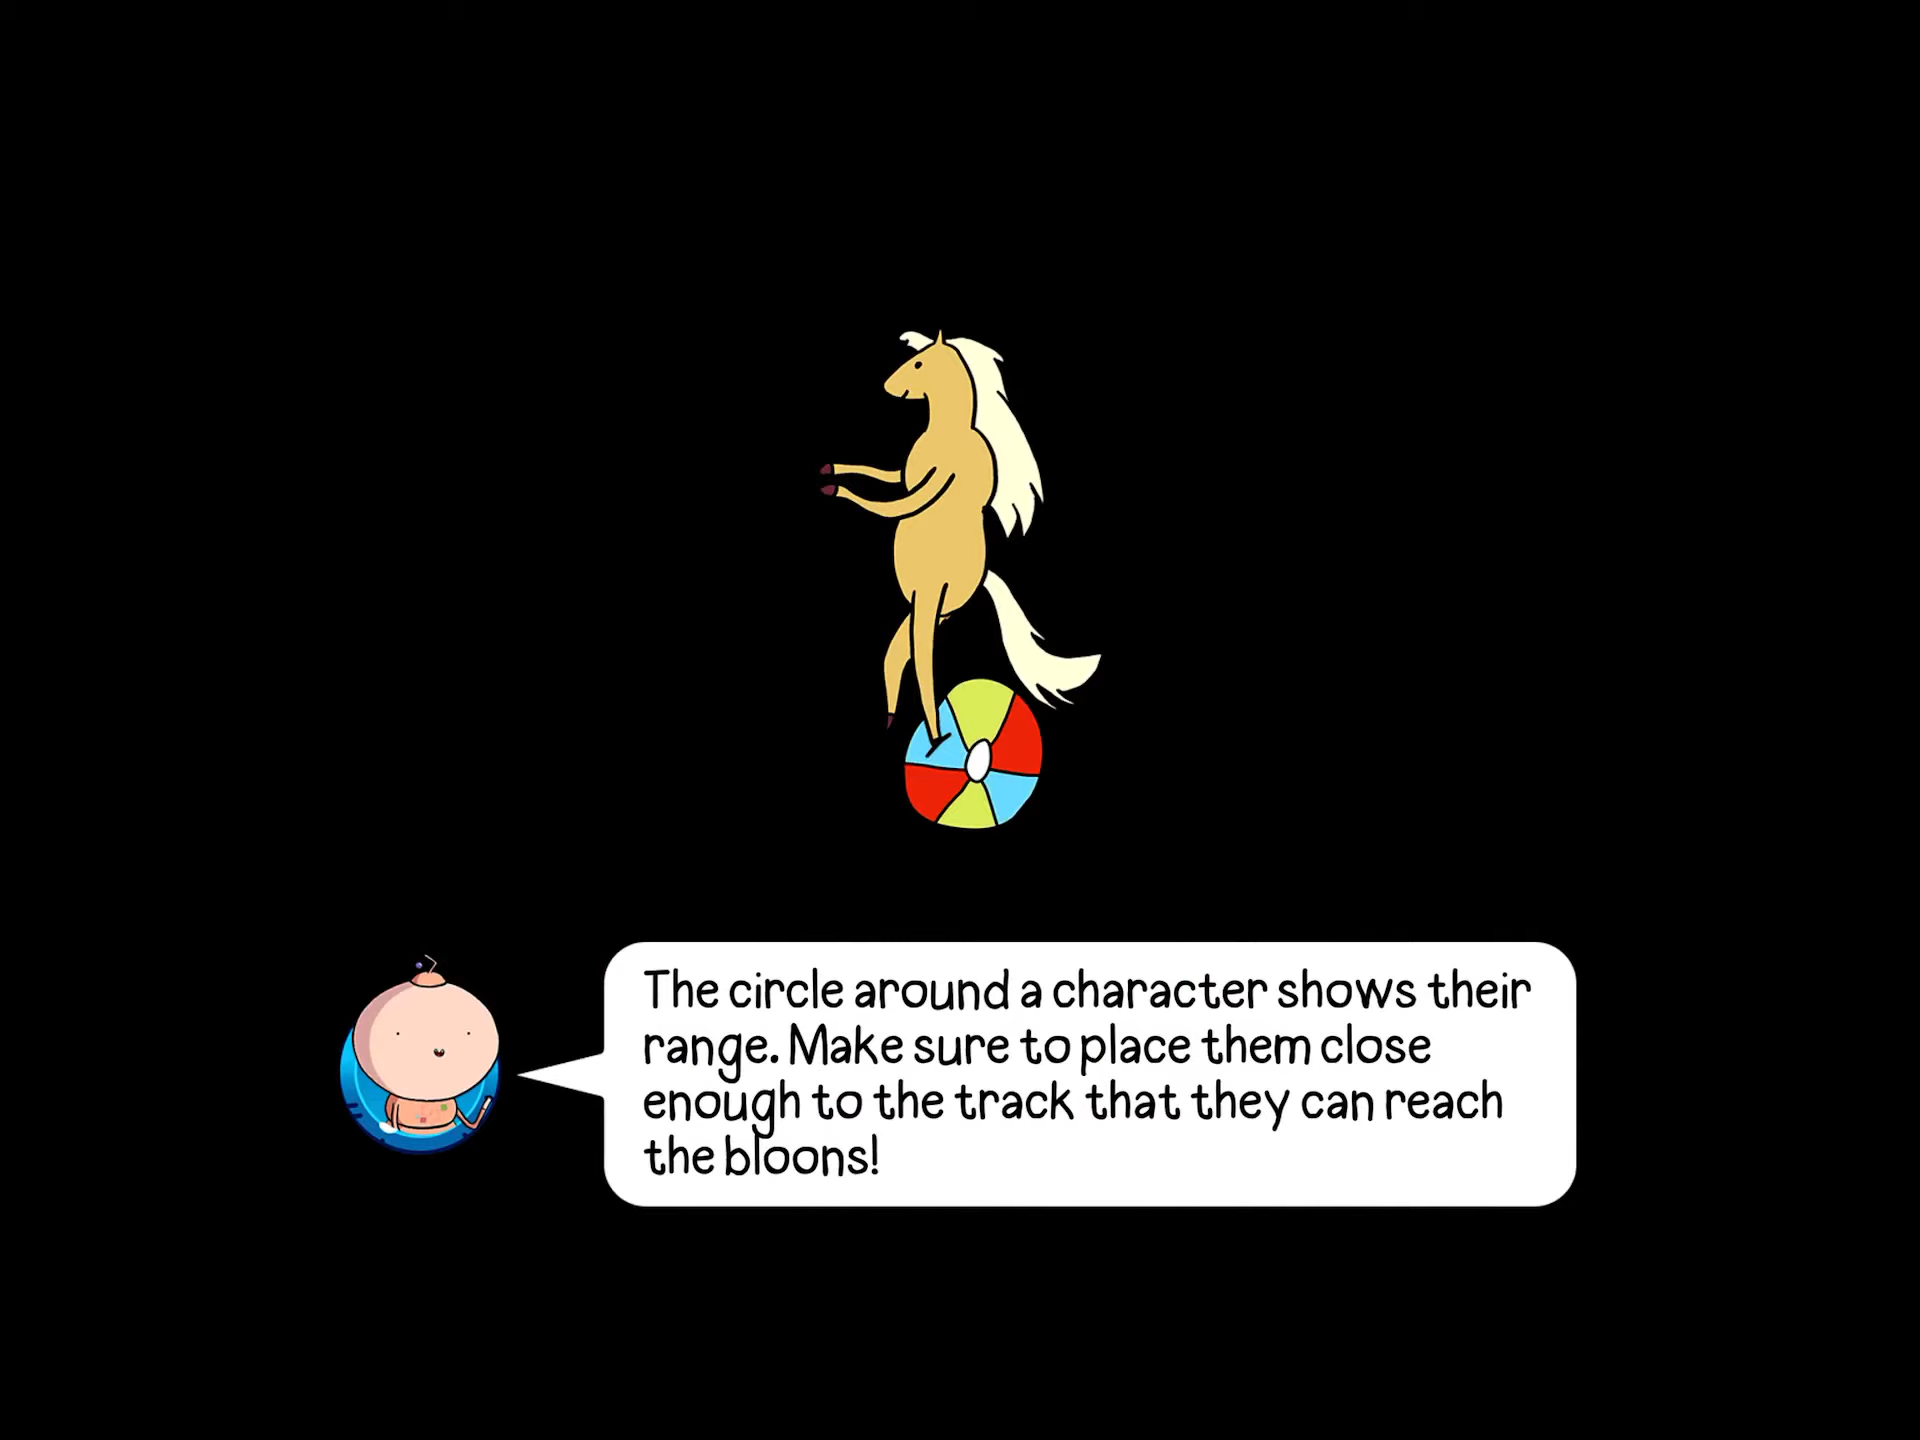 The circle around a character shows their
range. Make sure to place them close
enough to the track that they can reach
the bloons!